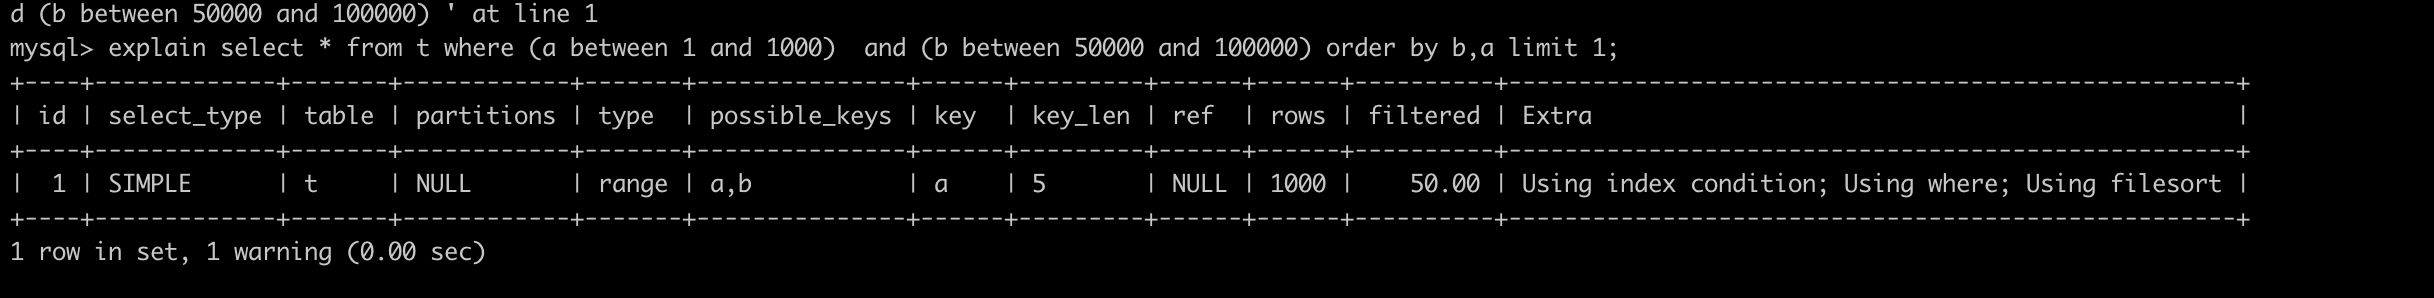 d (b between 50000 and 100000) ' at line 1
mysql> explain select * from t where (a between 1 and 1000)  and (b between 50000 and 100000) order by b,a limit 1;
+----+-------------+-------+------------+-------+---------------+------+---------+------+------+----------+----------------------------------------------------+
| id | select_type | table | partitions | type  | possible_keys | key  | key_len | ref  | rows | filtered | Extra                                              |
+----+-------------+-------+------------+-------+---------------+------+---------+------+------+----------+----------------------------------------------------+
|  1 | SIMPLE      | t     | NULL       | range | a,b           | a    | 5       | NULL | 1000 |    50.00 | Using index condition; Using where; Using filesort |
+----+-------------+-------+------------+-------+---------------+------+---------+------+------+----------+----------------------------------------------------+
1 row in set, 1 warning (0.00 sec)